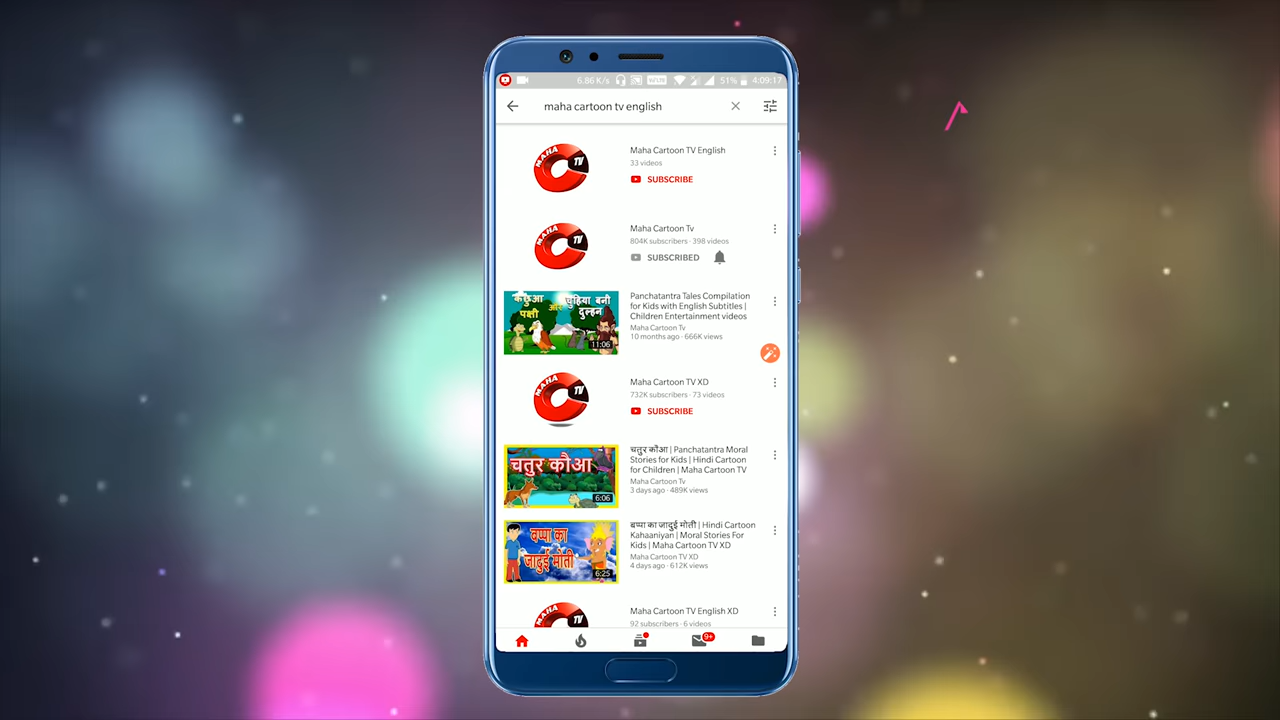 6.86 K/s
51%
4:09:17
maha cartoon tv english
MAHA TV
Maha Cartoon TV English
33 videos
SUBSCRIBE
MAHA TV
Maha Cartoon Tv
804K subscribers · 398 videos
SUBSCRIBED
कछुआ और चुहिया बनी
पक्षी दुल्हन
11:06
Panchatantra Tales Compilation
for Kids with English Subtitles |
Children Entertainment videos
Maha Cartoon Tv
10 months ago · 666K views
MAHA TV
Maha Cartoon TV XD
732K subscribers · 73 videos
SUBSCRIBE
चतुर कौआ
6:06
चतुर कौआ | Panchatantra Moral
Stories for Kids | Hindi Cartoon
for Children | Maha Cartoon TV
Maha Cartoon Tv
3 days ago · 489K views
बप्पा का
जादुई मोती
6:25
बप्पा का जादुई मोती | Hindi Cartoon
Kahaaniyan | Moral Stories For
Kids | Maha Cartoon TV XD
Maha Cartoon TV XD
4 days ago · 612K views
MAHA TV
Maha Cartoon TV English XD
92 subscribers · 6 videos
9+